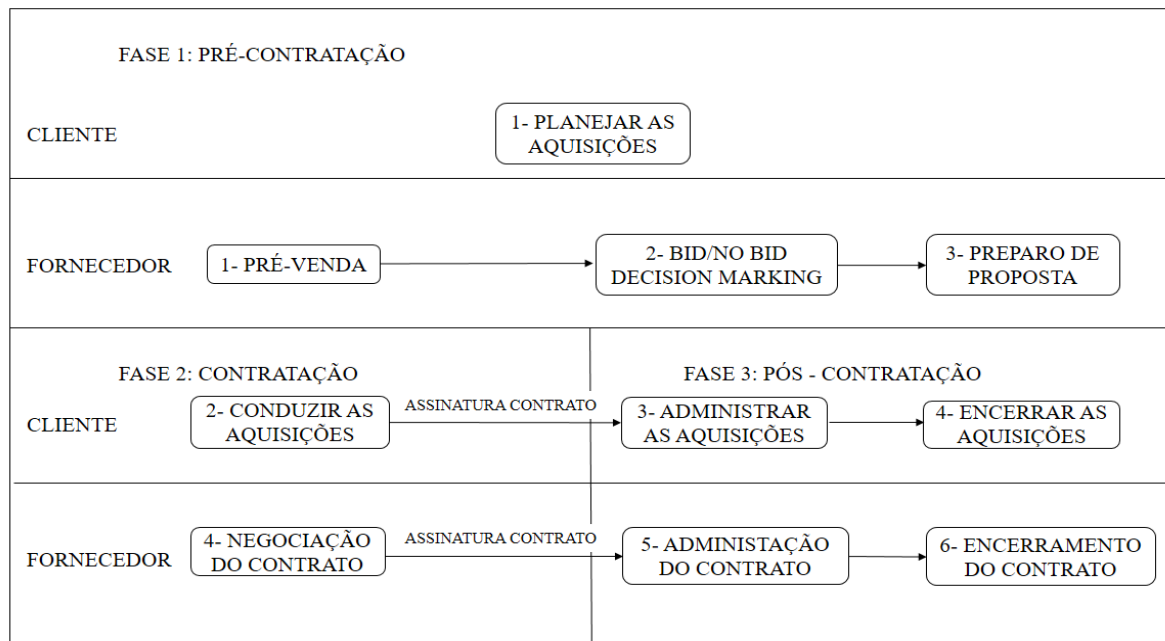 FASE 1: PRÉ-CONTRATAÇÃO
CLIENTE
1- PLANEJAR AS
AQUISIÇÕES
FORNECEDOR
1- PRÉ-VENDA
2- BID/NO BID
DECISION MARKING
3- PREPARO DE
PROPOSTA
FASE 2: CONTRATAÇÃO
FASE 3: PÓS - CONTRATAÇÃO
CLIENTE
2- CONDUZIR AS
AQUISIÇÕES
ASSINATURA CONTRATO
3- ADMINISTRAR
AS AQUISIÇÕES
4- ENCERRAR AS
AQUISIÇÕES
FORNECEDOR
4- NEGOCIAÇÃO
DO CONTRATO
ASSINATURA CONTRATO
5- ADMINISTAÇÃO
DO CONTRATO
6- ENCERRAMENTO
DO CONTRATO